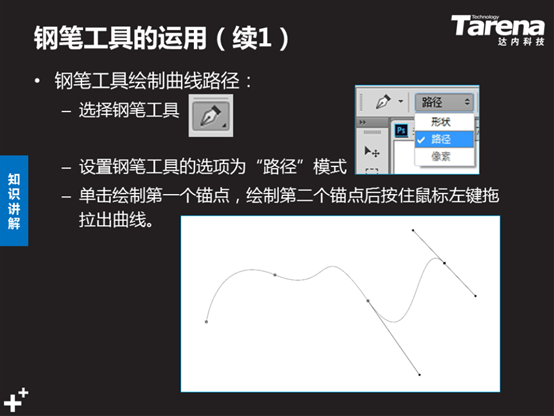 钢笔工具的运用（续1）
Technology
Tarena
达内科技
• 钢笔工具绘制曲线路径：
– 选择钢笔工具
路径
形状
路径
像素
Ps
– 设置钢笔工具的选项为“路径”模式
– 单击绘制第一个锚点，绘制第二个锚点后按住鼠标左键拖
拉出曲线。
知识讲解